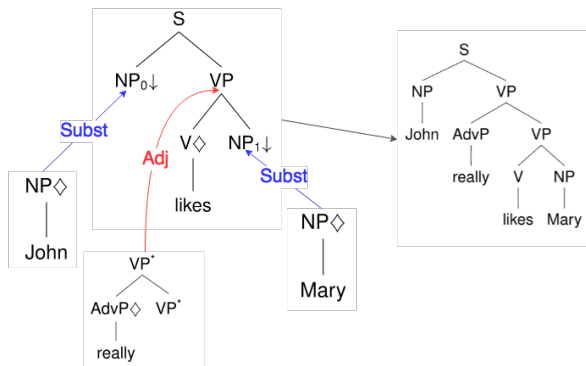 S
NP₀↓ VP
Subst
Adj
V◇ NP₁↓
likes
Subst
NP◇
John
NP◇
Mary
VP*
AdvP◇ VP*
really
S
NP VP
John AdvP VP
really V NP
likes Mary